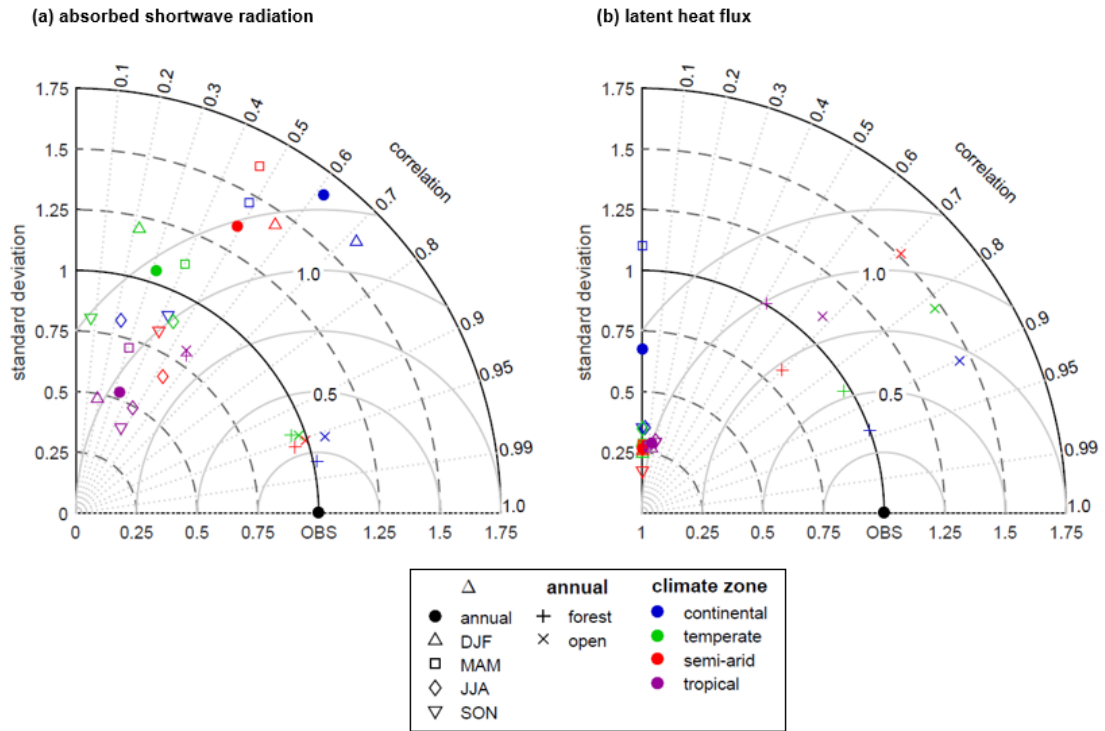 (a) absorbed shortwave radiation
(b) latent heat flux
1.75
1.5
1.25
1
0.75
0.5
0.25
0
standard deviation
0.1
0.2
0.3
0.4
0.5
0.6
0.7
0.8
0.9
0.95
0.99
1.0
correlation
1.0
0.5
0 0.25 0.5 0.75 OBS 1.25 1.5 1.75
1.75
1.5
1.25
1
0.75
0.5
0.25
standard deviation
0.1
0.2
0.3
0.4
0.5
0.6
0.7
0.8
0.9
0.95
0.99
1.0
correlation
1.0
0.5
1 0.25 0.5 0.75 OBS 1.25 1.5 1.75
Δ
annual
DJF
MAM
JJA
SON
annual
forest
open
climate zone
continental
temperate
semi-arid
tropical